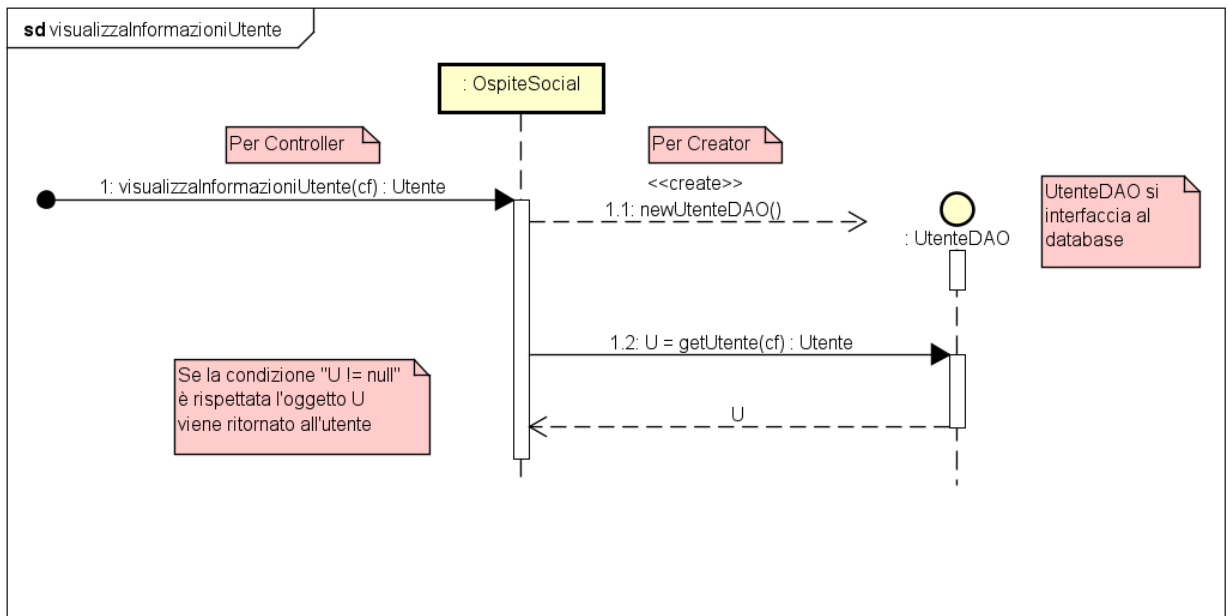 sd visualizzaInformazioniUtente
: OspiteSocial
Per Controller
Per Creator
1: visualizzaInformazioniUtente(cf) : Utente
<<create>>
1.1: newUtenteDAO()
: UtenteDAO
UtenteDAO si
interfaccia al
database
1.2: U = getUtente(cf) : Utente
Se la condizione "U != null"
è rispettata l'oggetto U
viene ritornato all'utente
U